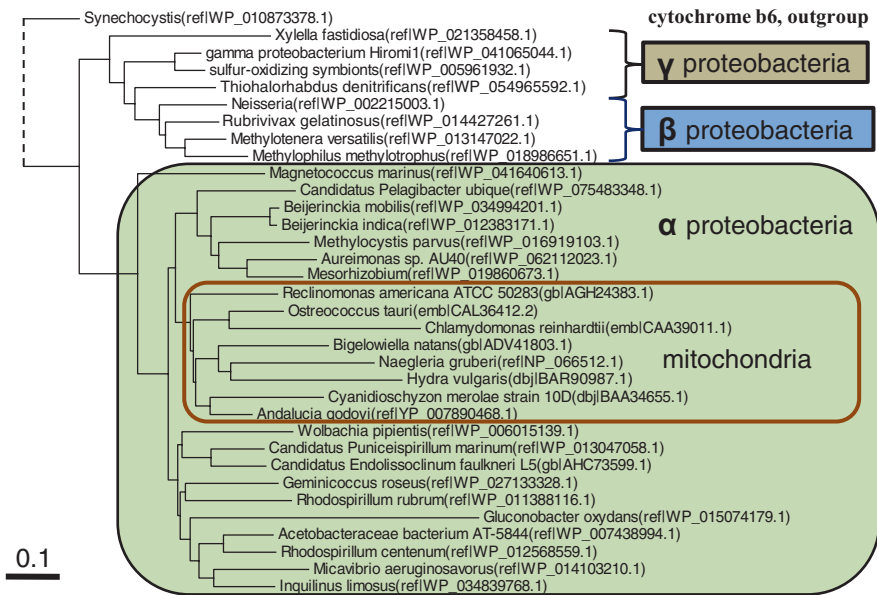 Synechocystis(ref|WP_010873378.1)
cytochrome b6, outgroup
Xylella fastidiosa(ref|WP_021358458.1)
gamma proteobacterium Hiromi1(ref|WP_041065044.1)
γ proteobacteria
sulfur-oxidizing symbionts(ref|WP_005961932.1)
Thiohalorhabdus denitrificans(ref|WP_054965592.1)
Neisseria(ref|WP_002215003.1)
Rubrivivax gelatinosus(ref|WP_014427261.1)
β proteobacteria
Methylotenera versatilis(ref|WP_013147022.1)
Methylophilus methylotrophus(ref|WP_018986651.1)
Magnetococcus marinus(ref|WP_041640613.1)
Candidatus Pelagibacter ubique(ref|WP_075483348.1)
Beijerinckia mobilis(ref|WP_034994201.1)
Beijerinckia indica(ref|WP_012383171.1)
α proteobacteria
Methylocystis parvus(ref|WP_016919103.1)
Aureimonas sp. AU40(ref|WP_062112023.1)
Mesorhizobium(ref|WP_019860673.1)
Reclinomonas americana ATCC 50283(gb|AGH24383.1)
Ostreococcus tauri(emb|CAL36412.2)
Chlamydomonas reinhardtii(emb|CAA39011.1)
Bigelowiella natans(gb|ADV41803.1)
mitochondria
Naegleria gruberi(ref|NP_066512.1)
Hydra vulgaris(dbj|BAR90987.1)
Cyanidioschyzon merolae strain 10D(dbj|BAA34655.1)
Andalucia godoyi(ref|YP_007890468.1)
Wolbachia pipientis(ref|WP_006015139.1)
Candidatus Puniceispirillum marinum(ref|WP_013047058.1)
Candidatus Endolissoclinum faulkneri L5(gb|AHC73599.1)
Geminicoccus roseus(ref|WP_027133328.1)
Rhodospirillum rubrum(ref|WP_011388116.1)
Gluconobacter oxydans(ref|WP_015074179.1)
Acetobacteraceae bacterium AT-5844(ref|WP_007438994.1)
Rhodospirillum centenum(ref|WP_012568559.1)
0.1
Micavibrio aeruginosavorus(ref|WP_014103210.1)
Inquilinus limosus(ref|WP_034839768.1)